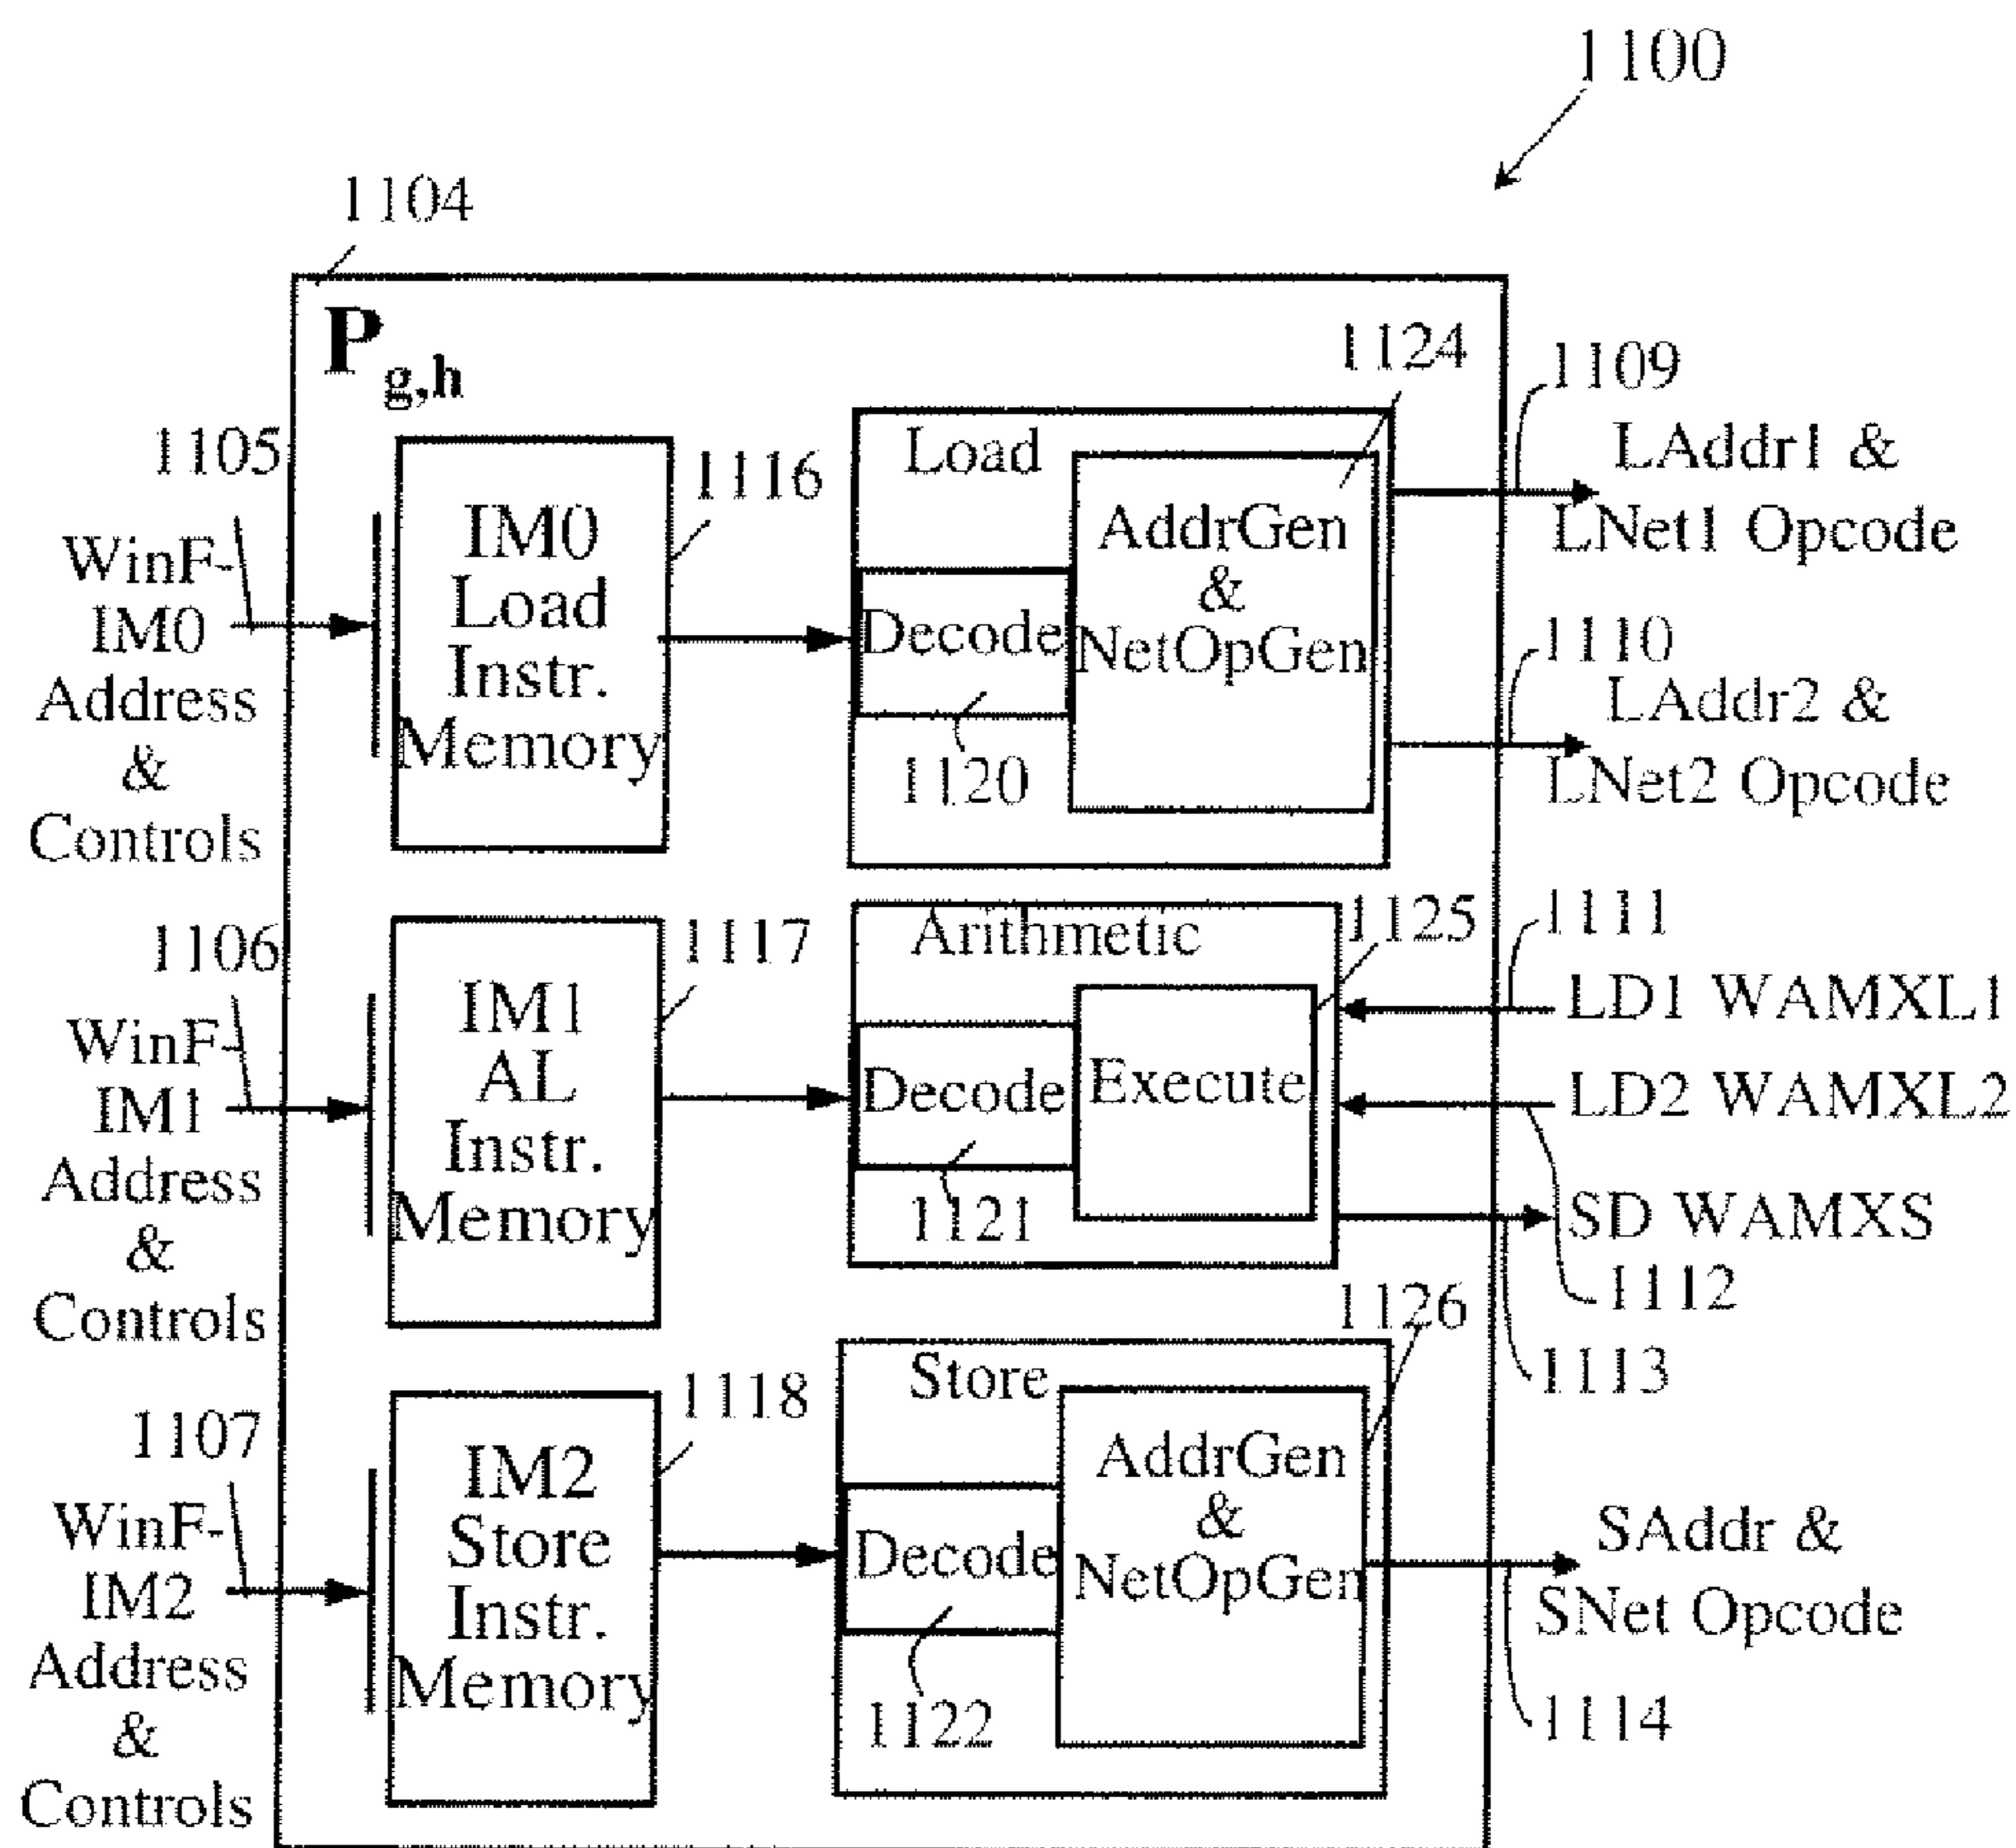 1100
1104
P g,h
1105
WinF-
IM0
Address
&
Controls
IM0
Load
Instr.
Memory
1116
Load
Decode
1120
AddrGen
&
NetOpGen
1124
1109
LAddr1 &
LNet1 Opcode
1110
LAddr2 &
LNet2 Opcode
1106
WinF-
IM1
Address
&
Controls
IM1
AL
Instr.
Memory
1117
Arithmetic
Decode
1121
Execute
1125
1111
LD1 WAMXL1
LD2 WAMXL2
SD WAMXS
1112
1113
1107
WinF-
IM2
Address
&
Controls
IM2
Store
Instr.
Memory
1118
Store
Decode
1122
AddrGen
&
NetOpGen
1126
SAddr &
SNet Opcode
1114